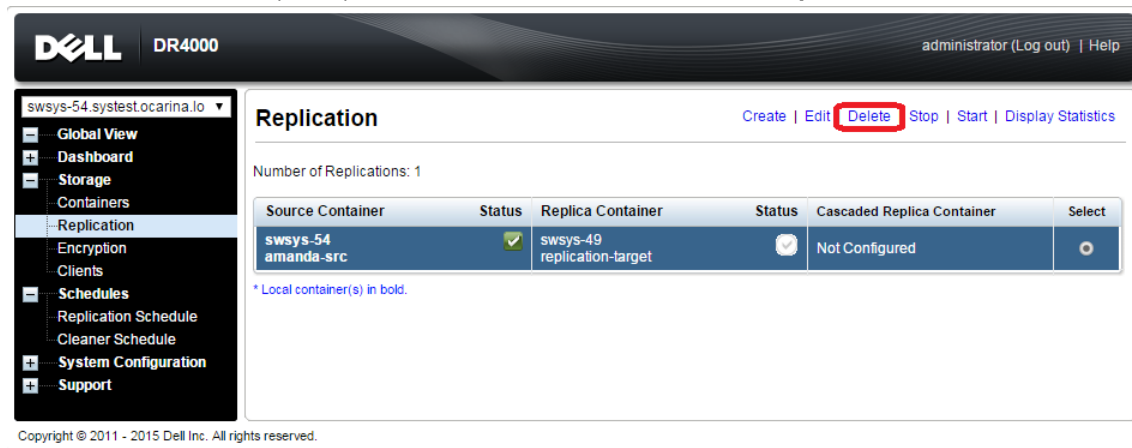 DELL DR4000 administrator (Log out) | Help
swsys-54.systest.ocarina.lo
Global View
Dashboard
Storage
Containers
Replication
Encryption
Clients
Schedules
Replication Schedule
Cleaner Schedule
System Configuration
Support
Replication Create | Edit Delete Stop | Start | Display Statistics
Number of Replications: 1
Source Container Status Replica Container Status Cascaded Replica Container Select
swsys-54 swsys-49 Not Configured
amanda-src replication-target
* Local container(s) in bold.
Copyright © 2011 - 2015 Dell Inc. All rights reserved.